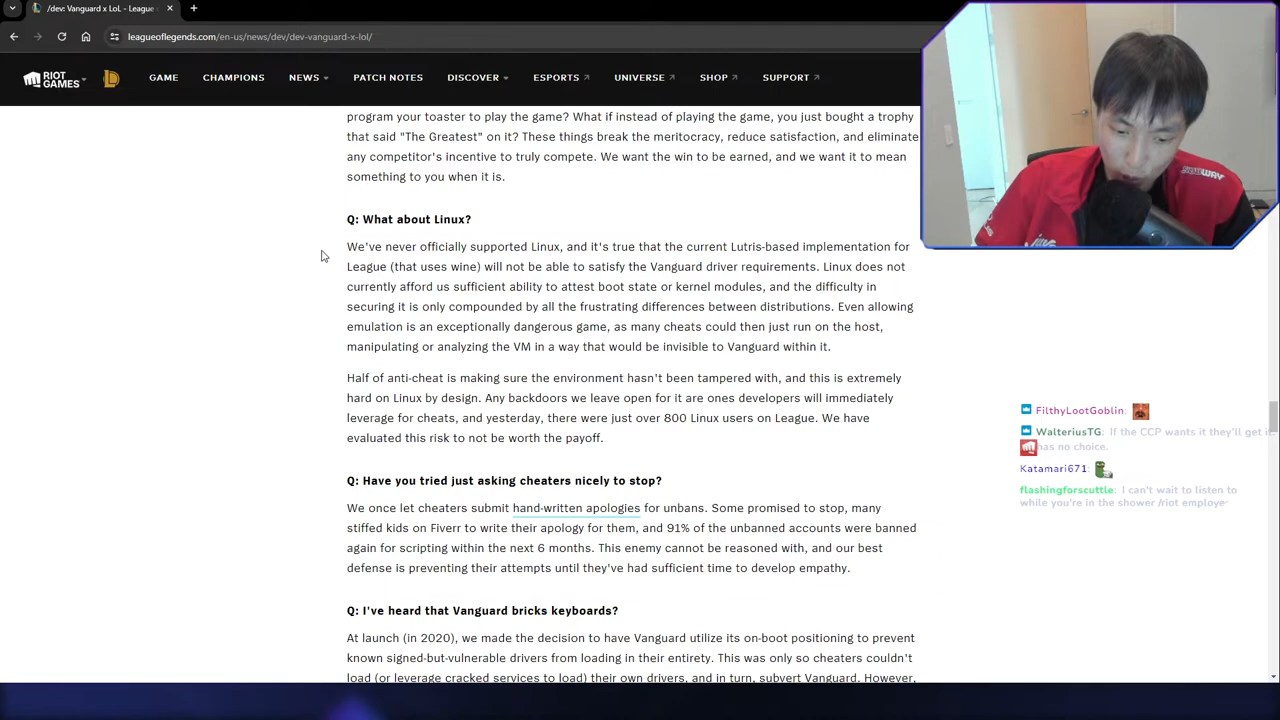 /dev: Vanguard x LoL - League
leagueoflegends.com/en-us/news/dev/dev-vanguard-x-lol/
RIOT GAMES GAME CHAMPIONS NEWS PATCH NOTES DISCOVER ESPORTS UNIVERSE SHOP SUPPORT
program your toaster to play the game? What if instead of playing the game, you just bought a trophy
that said "The Greatest" on it? These things break the meritocracy, reduce satisfaction, and eliminate
any competitor's incentive to truly compete. We want the win to be earned, and we want it to mean
something to you when it is.
Q: What about Linux?
We've never officially supported Linux, and it's true that the current Lutris-based implementation for
League (that uses wine) will not be able to satisfy the Vanguard driver requirements. Linux does not
currently afford us sufficient ability to attest boot state or kernel modules, and the difficulty in
securing it is only compounded by all the frustrating differences between distributions. Even allowing
emulation is an exceptionally dangerous game, as many cheats could then just run on the host,
manipulating or analyzing the VM in a way that would be invisible to Vanguard within it.
Half of anti-cheat is making sure the environment hasn't been tampered with, and this is extremely
hard on Linux by design. Any backdoors we leave open for it are ones developers will immediately
leverage for cheats, and yesterday, there were just over 800 Linux users on League. We have
evaluated this risk to not be worth the payoff.
Q: Have you tried just asking cheaters nicely to stop?
We once let cheaters submit hand-written apologies for unbans. Some promised to stop, many
stiffed kids on Fiverr to write their apology for them, and 91% of the unbanned accounts were banned
again for scripting within the next 6 months. This enemy cannot be reasoned with, and our best
defense is preventing their attempts until they've had sufficient time to develop empathy.
Q: I've heard that Vanguard bricks keyboards?
At launch (in 2020), we made the decision to have Vanguard utilize its on-boot positioning to prevent
known signed-but-vulnerable drivers from loading in their entirety. This was only so cheaters couldn't
load (or leverage cracked services to load) their own drivers, and in turn, subvert Vanguard. However,
FilthyLootGoblin:
WalteriusTG: If the CCP wants it they'll get it.
has no choice.
Katamari671:
flashingforscuttle: I can't wait to listen to
while you're in the shower /riot employe